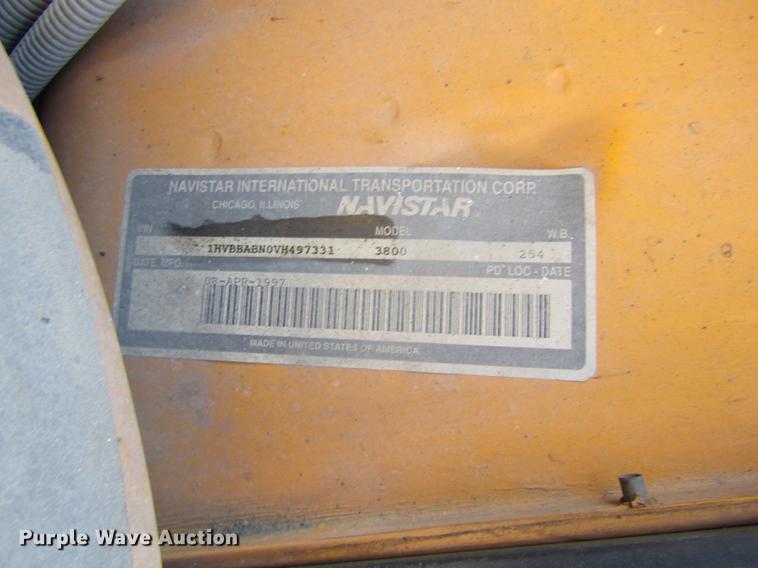 NAVISTAR INTERNATIONAL TRANSPORTATION CORP.
CHICAGO, ILLINOIS NAVISTAR
VIN MODEL W.B.
1HVBBABN0VH497331 3800 254
DATE MFG. PD° LOC - DATE
08-APR-1997
MADE IN UNITED STATES OF AMERICA
Purple Wave Auction